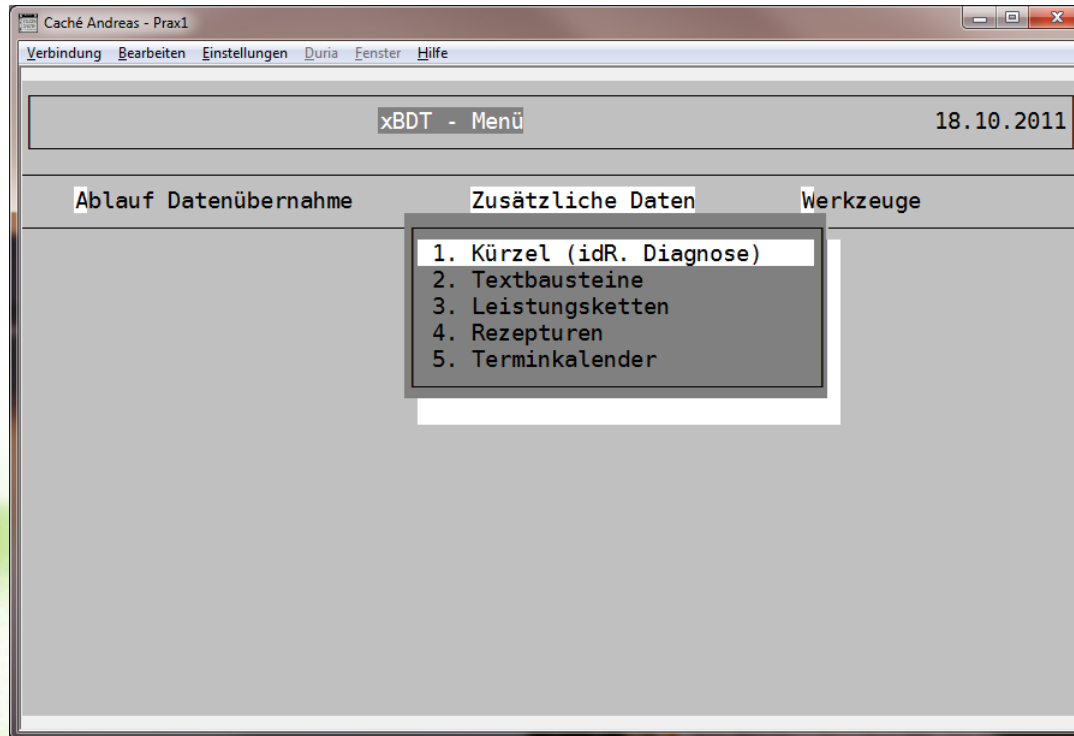 Caché Andreas - Prax1
Verbindung Bearbeiten Einstellungen Duria Fenster Hilfe
xBDT - Menü 18.10.2011
Ablauf Datenübernahme Zusätzliche Daten Werkzeuge
1. Kürzel (idR. Diagnose)
2. Textbausteine
3. Leistungsketten
4. Rezepturen
5. Terminkalender